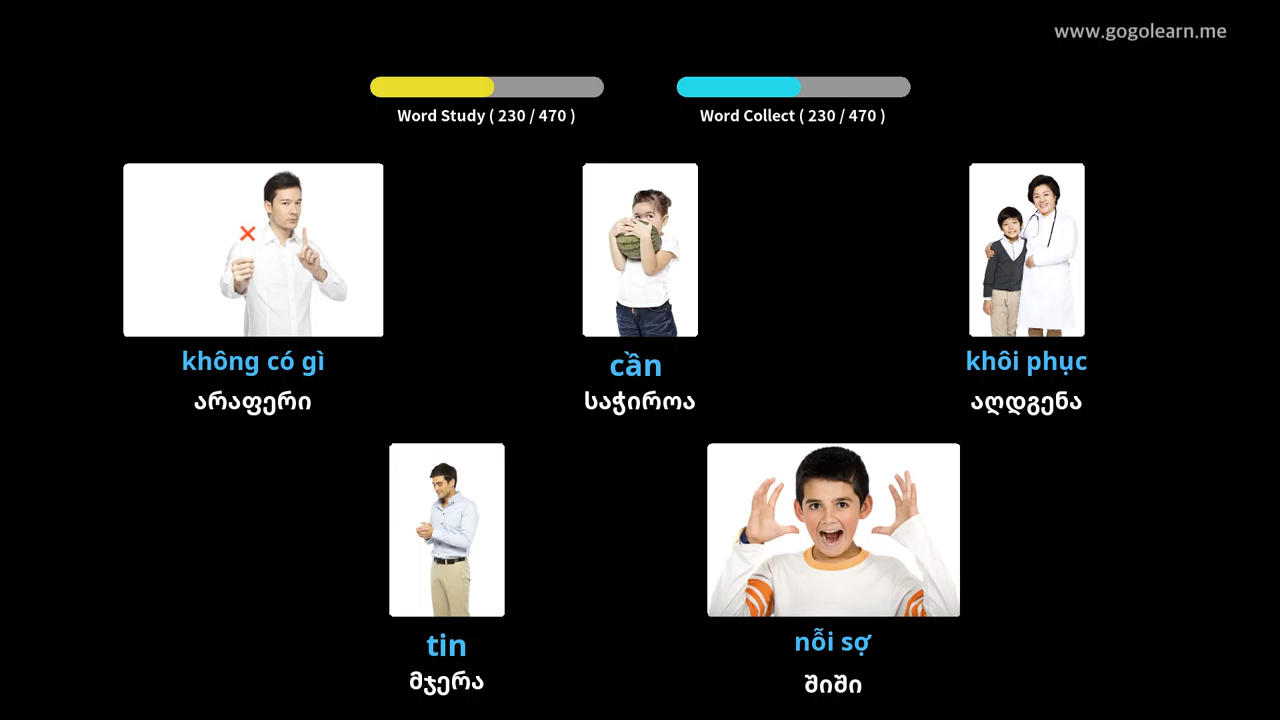 www.gogolearn.me
Word Study ( 230 / 470 )
Word Collect ( 230 / 470 )
không có gì
არაფერი
cần
საჭიროა
khôi phục
აღდგენა
tin
მჯერა
nỗi sợ
შიში